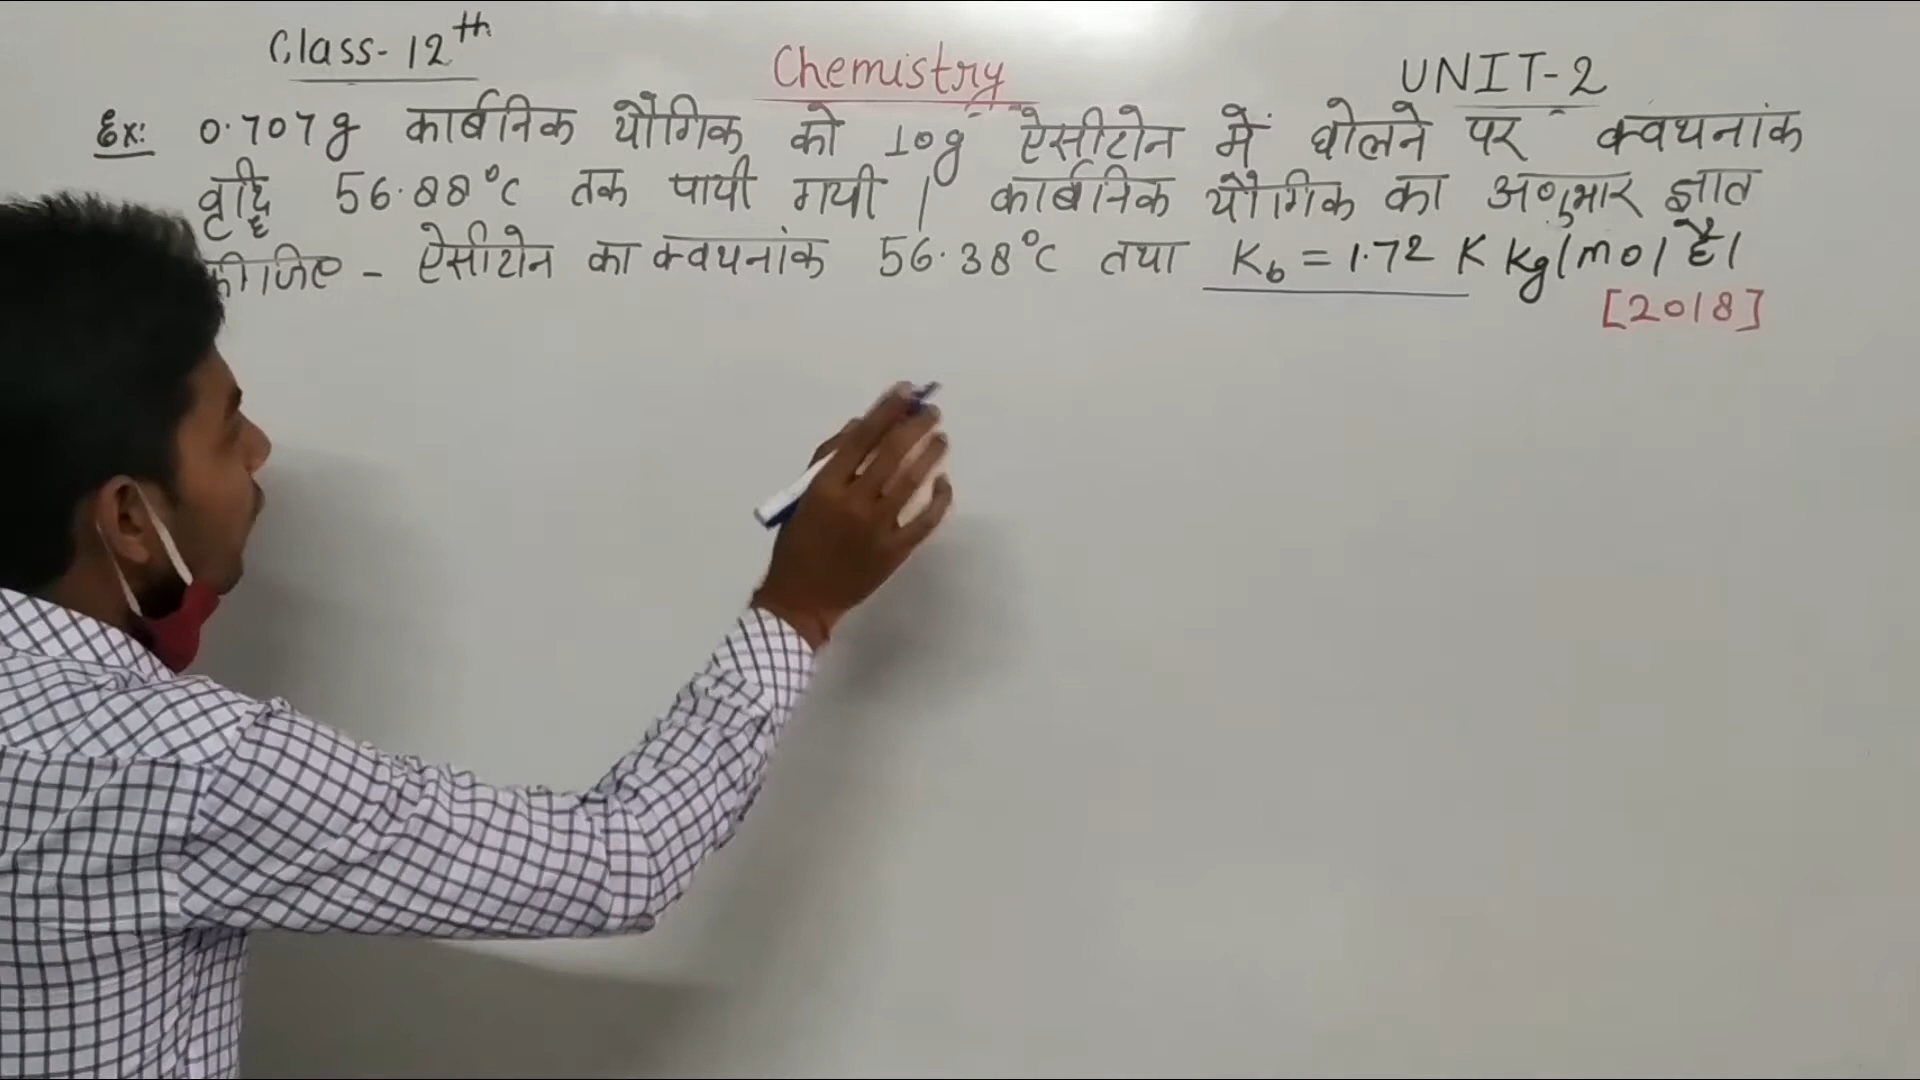 Class-12th
Chemistry
UNIT-2
Ex: 0.707g कार्बनिक यौगिक को 10g ऐसीटोन में घोलने पर क्वथनांक
वृद्धि 56.88°C तक पायी गयी । कार्बनिक यौगिक का अणुभार ज्ञात
कीजिए - ऐसीटोन का क्वथनांक 56.38°C तथा Kb = 1.72 K Kg/mol है।
[2018]